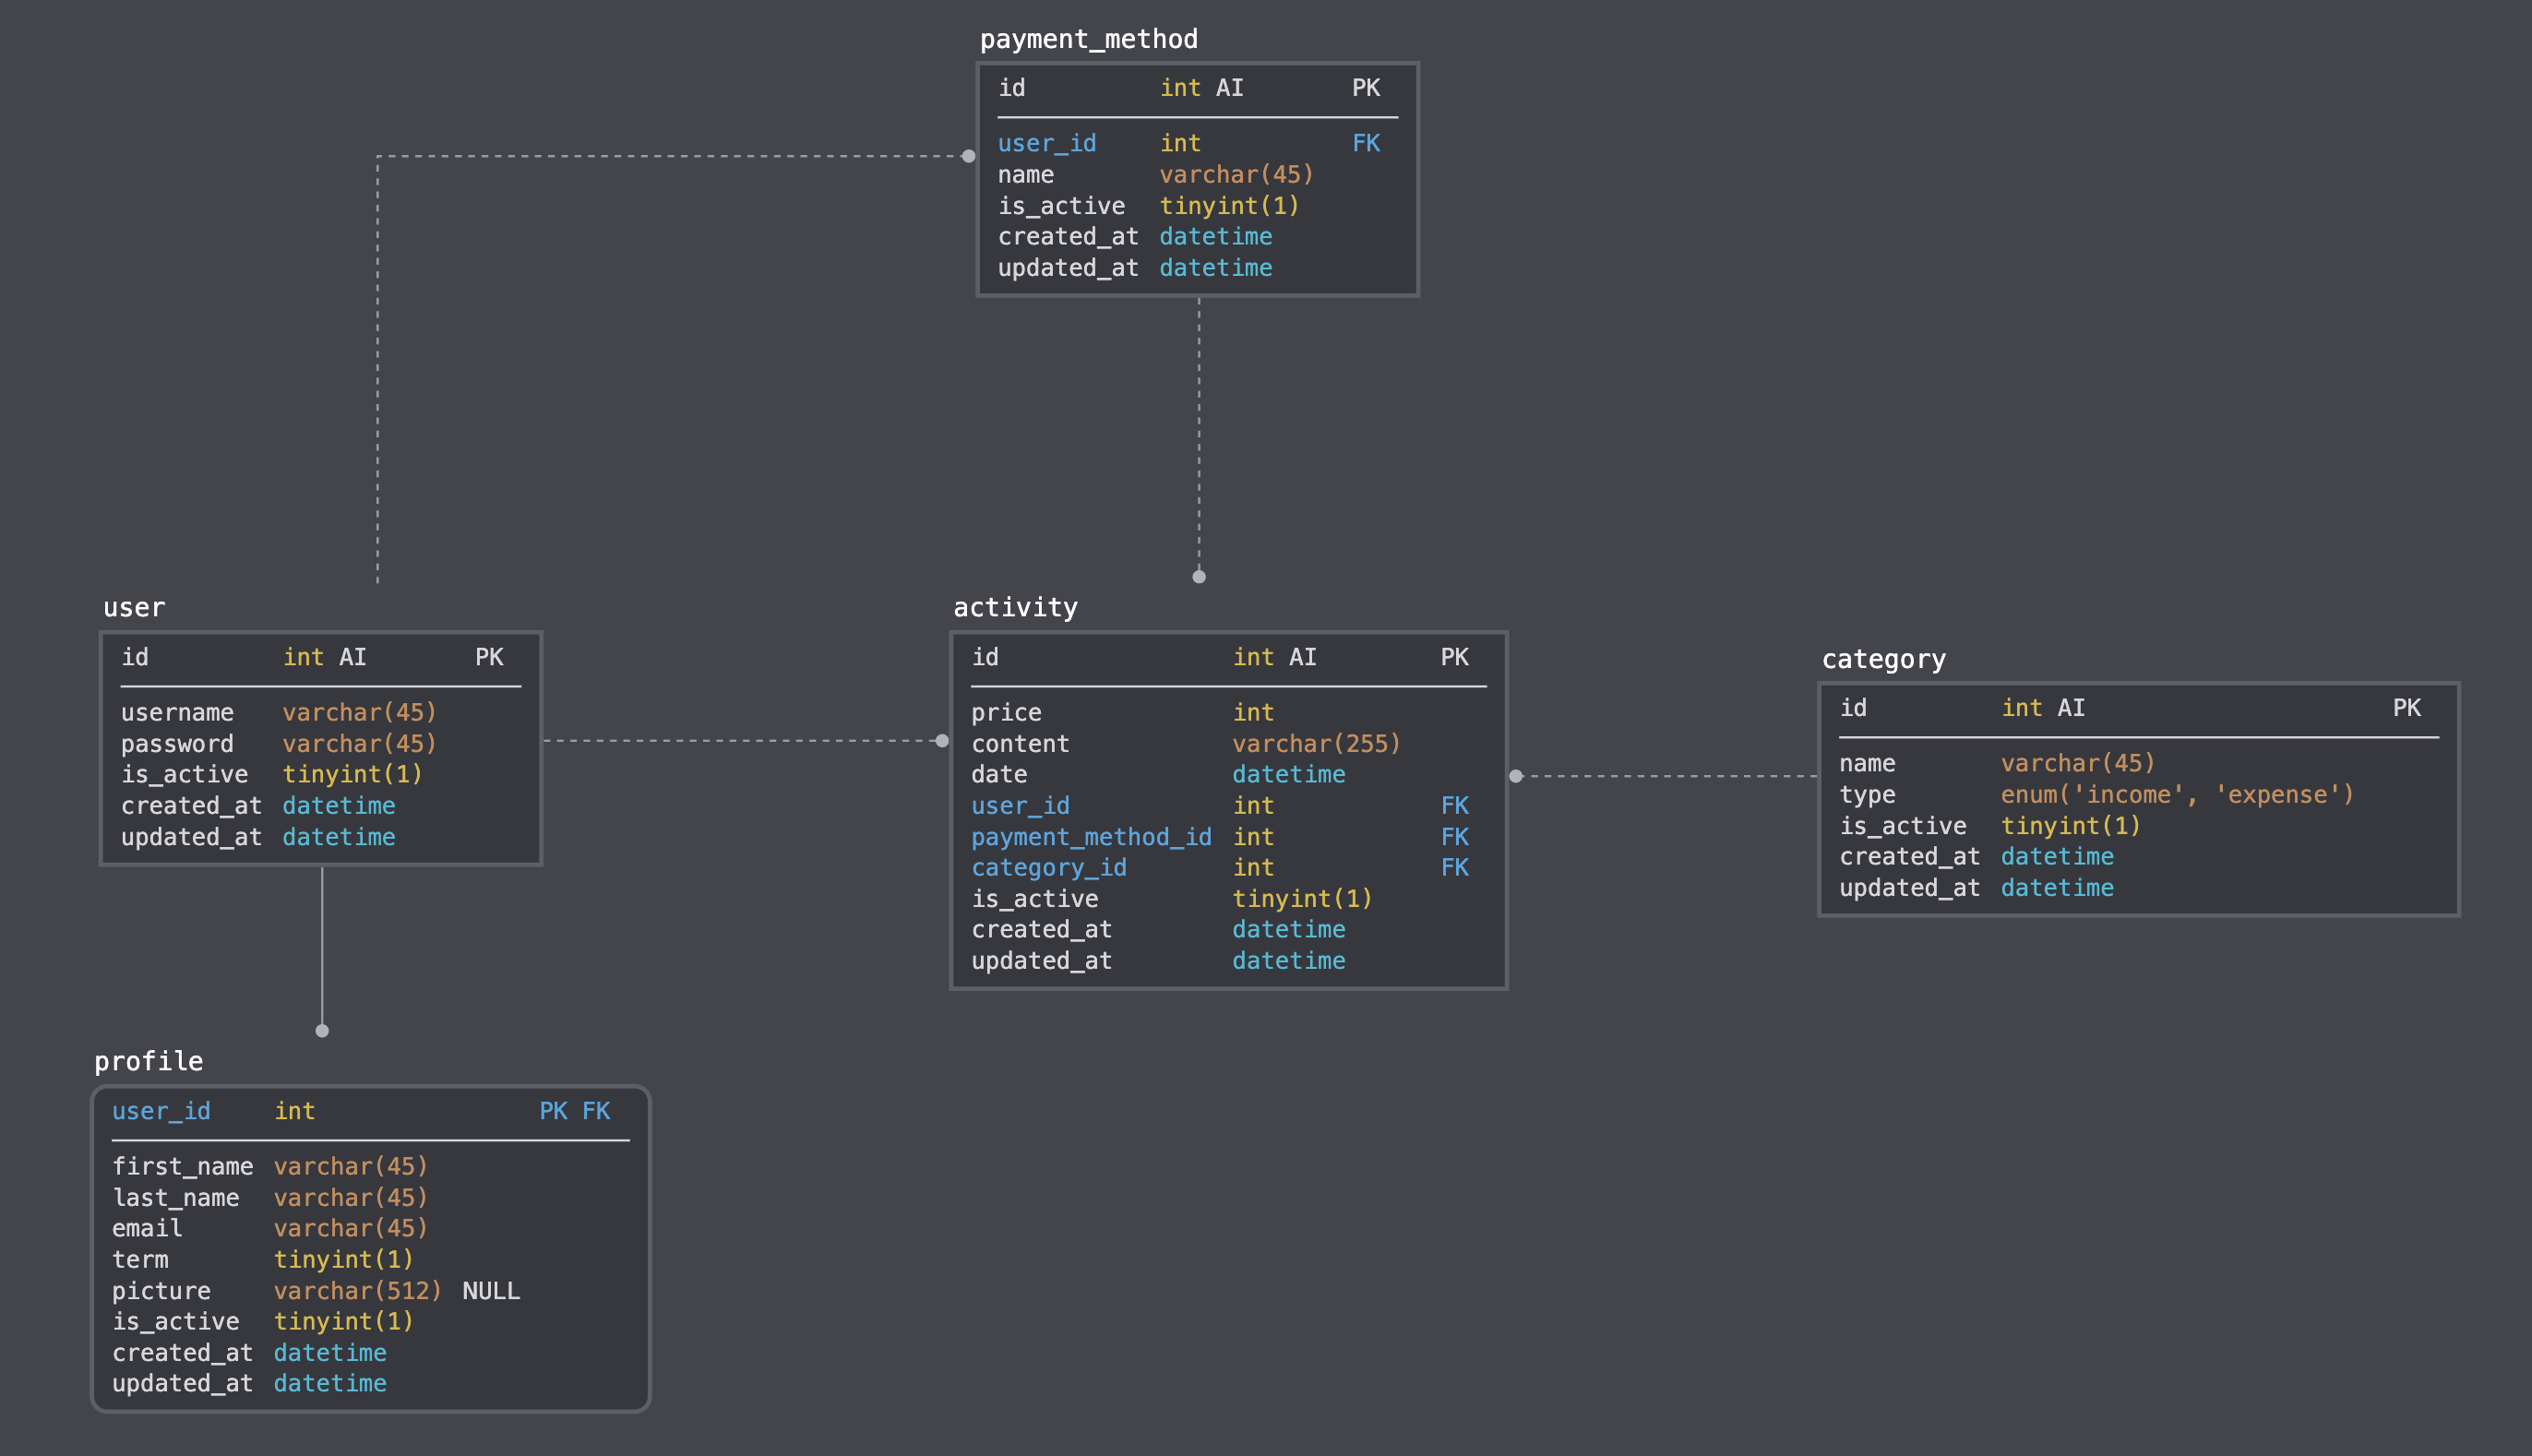 payment_method
id int AI PK
user_id int FK
name varchar(45)
is_active tinyint(1)
created_at datetime
updated_at datetime
user
id int AI PK
username varchar(45)
password varchar(45)
is_active tinyint(1)
created_at datetime
updated_at datetime
activity
id int AI PK
price int
content varchar(255)
date datetime
user_id int FK
payment_method_id int FK
category_id int FK
is_active tinyint(1)
created_at datetime
updated_at datetime
category
id int AI PK
name varchar(45)
type enum('income', 'expense')
is_active tinyint(1)
created_at datetime
updated_at datetime
profile
user_id int PK FK
first_name varchar(45)
last_name varchar(45)
email varchar(45)
term tinyint(1)
picture varchar(512) NULL
is_active tinyint(1)
created_at datetime
updated_at datetime